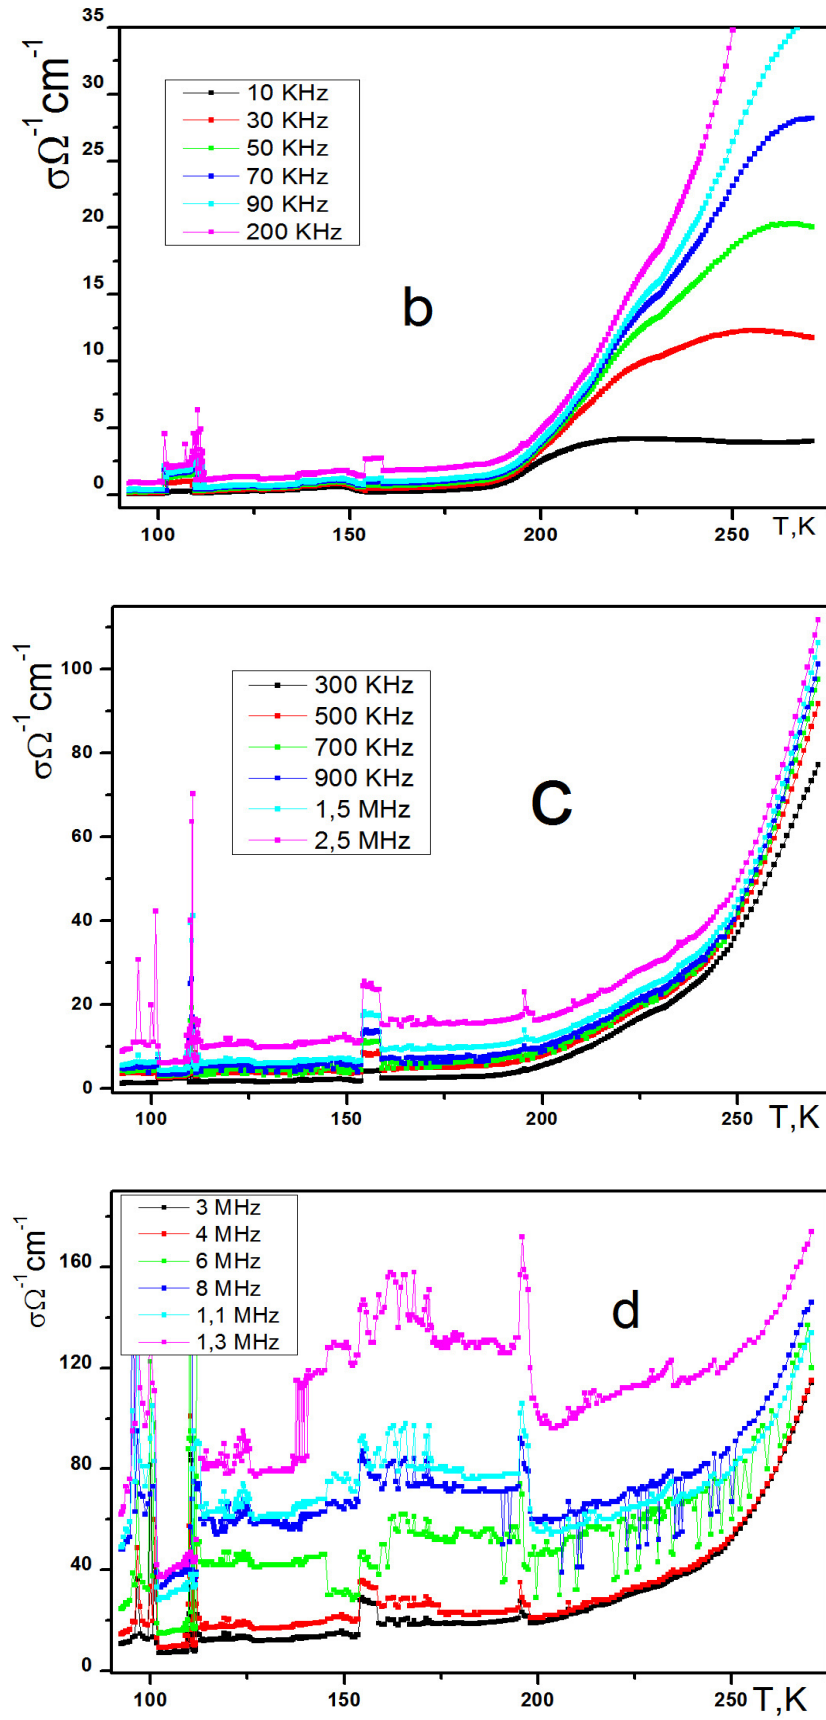 σΩ⁻¹cm⁻¹
35
30
25
20
15
10
5
0
10 KHz
30 KHz
50 KHz
70 KHz
90 KHz
200 KHz
b
100
150
200
250
T,K
σΩ⁻¹cm⁻¹
100
80
60
40
20
0
300 KHz
500 KHz
700 KHz
900 KHz
1,5 MHz
2,5 MHz
C
100
150
200
250
T,K
σΩ⁻¹cm⁻¹
160
120
80
40
0
3 MHz
4 MHz
6 MHz
8 MHz
1,1 MHz
1,3 MHz
d
100
150
200
250
T,K